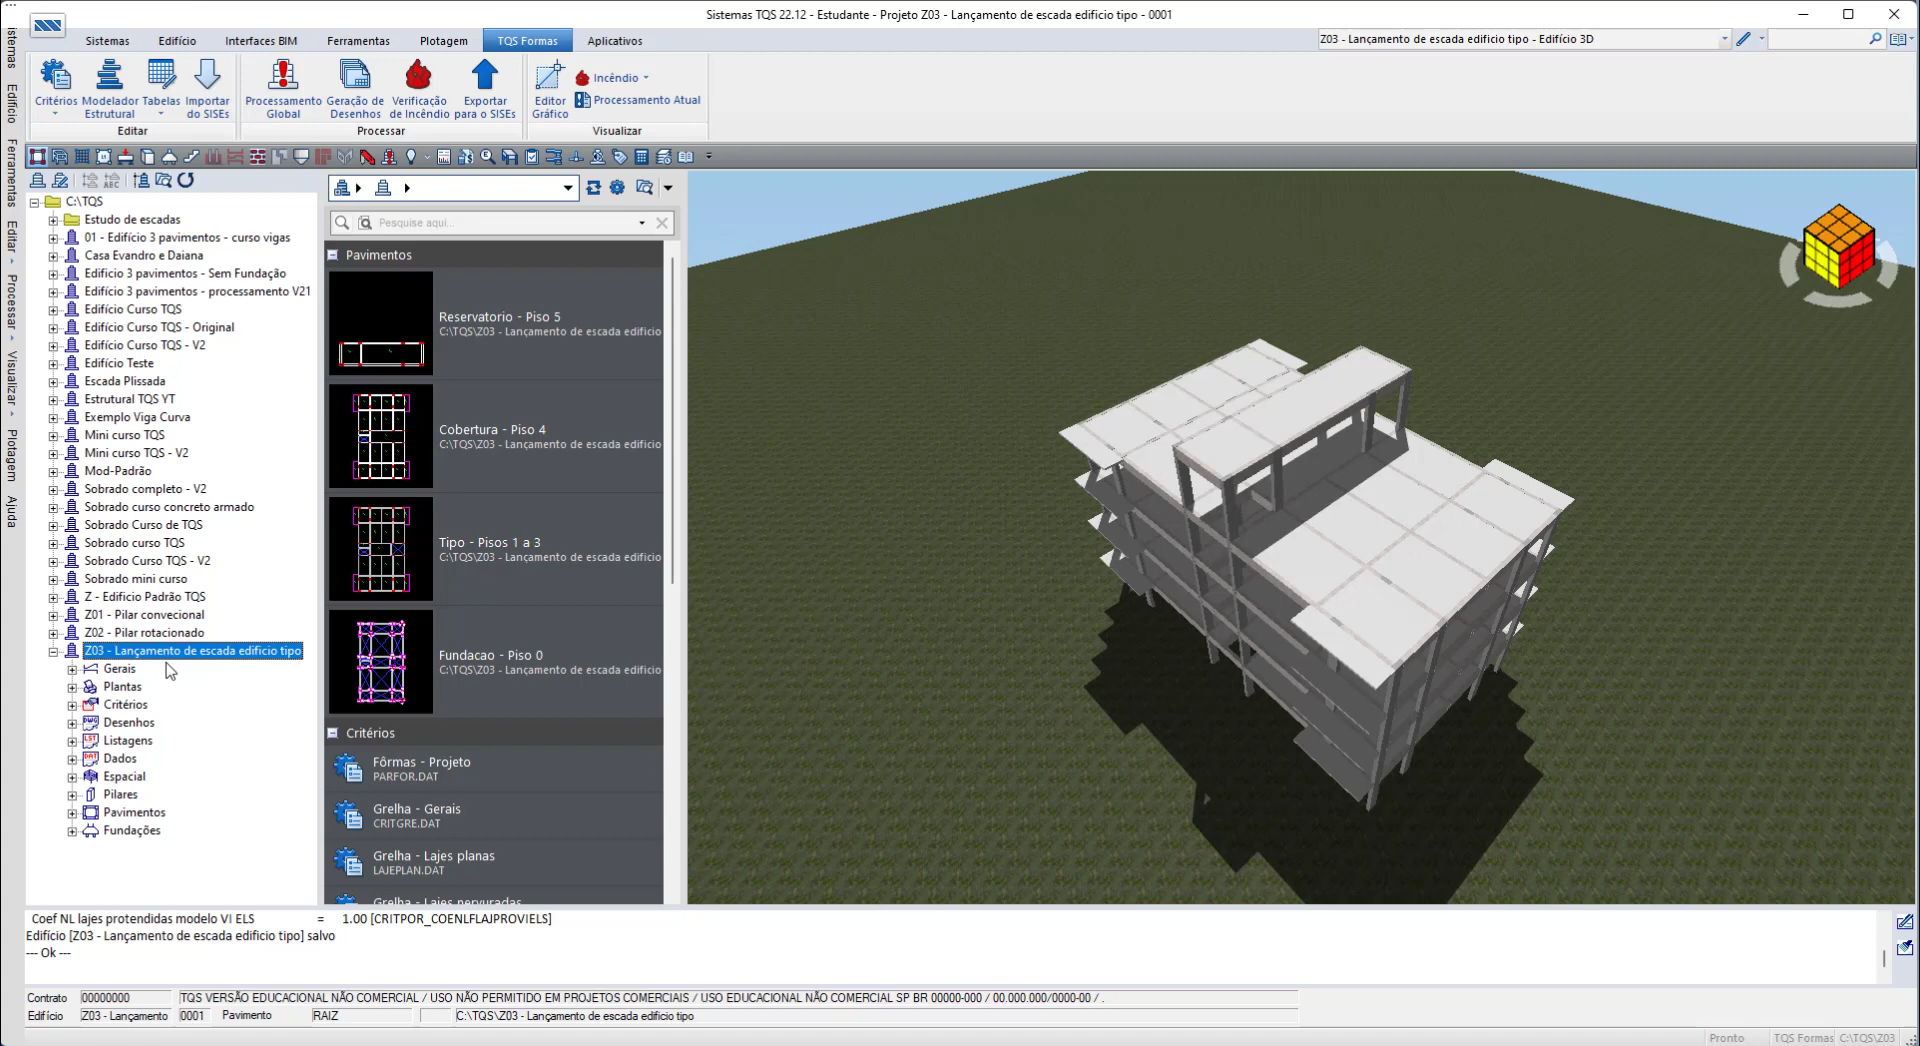 Sistemas TQS 22.12 - Estudante - Projeto Z03 - Lançamento de escada edificio tipo - 0001
Sistemas
Edifício
Interfaces BIM
Ferramentas
Plotagem
TQS Formas
Aplicativos
Z03 - Lançamento de escada edificio tipo - Edifício 3D
Critérios
Modelador Estrutural
Tabelas
Importar do SISEs
Editar
Processamento Global
Geração de Desenhos
Verificação de Incêndio
Exportar para o SISEs
Processar
Editor Gráfico
Incêndio
Processamento Atual
Visualizar
istemas
Edifício
Ferramentas
Editar
Processar
Visualizar
Plotagem
Ajuda
C:\TQS
Estudo de escadas
01 - Edifício 3 pavimentos - curso vigas
Casa Evandro e Daiana
Edificio 3 pavimentos - Sem Fundação
Edifício 3 pavimentos - processamento V21
Edifício Curso TQS
Edifício Curso TQS - Original
Edifício Curso TQS - V2
Edifício Teste
Escada Plissada
Estrutural TQS YT
Exemplo Viga Curva
Mini curso TQS
Mini curso TQS - V2
Mod-Padrão
Sobrado completo - V2
Sobrado curso concreto armado
Sobrado Curso de TQS
Sobrado curso TQS
Sobrado Curso TQS - V2
Sobrado mini curso
Z - Edificio Padrão TQS
Z01 - Pilar convecional
Z02 - Pilar rotacionado
Z03 - Lançamento de escada edificio tipo
Gerais
Plantas
Critérios
Desenhos
Listagens
Dados
Espacial
Pilares
Pavimentos
Fundações
Pesquise aqui...
Pavimentos
Reservatorio - Piso 5
C:\TQS\Z03 - Lançamento de escada edificio
Cobertura - Piso 4
C:\TQS\Z03 - Lançamento de escada edificio
Tipo - Pisos 1 a 3
C:\TQS\Z03 - Lançamento de escada edificio
Fundacao - Piso 0
C:\TQS\Z03 - Lançamento de escada edificio
Critérios
Fôrmas - Projeto
PARFOR.DAT
Grelha - Gerais
CRITGRE.DAT
Grelha - Lajes planas
LAJEPLAN.DAT
Grelha - Lajes nervuradas
Coef NL lajes protendidas modelo VI ELS = 1.00 [CRITPOR_COENLFLAJPROVIELS]
Edifício [Z03 - Lançamento de escada edificio tipo] salvo
--- Ok ---
Contrato 00000000 TQS VERSÃO EDUCACIONAL NÃO COMERCIAL / USO NÃO PERMITIDO EM PROJETOS COMERCIAIS / USO EDUCACIONAL NÃO COMERCIAL SP BR 00000-000 / 00.000.000/0000-00 / .
Edifício Z03 - Lançamento 0001 Pavimento RAIZ C:\TQS\Z03 - Lançamento de escada edificio tipo
Pronto TQS Formas C:\TQS\Z03